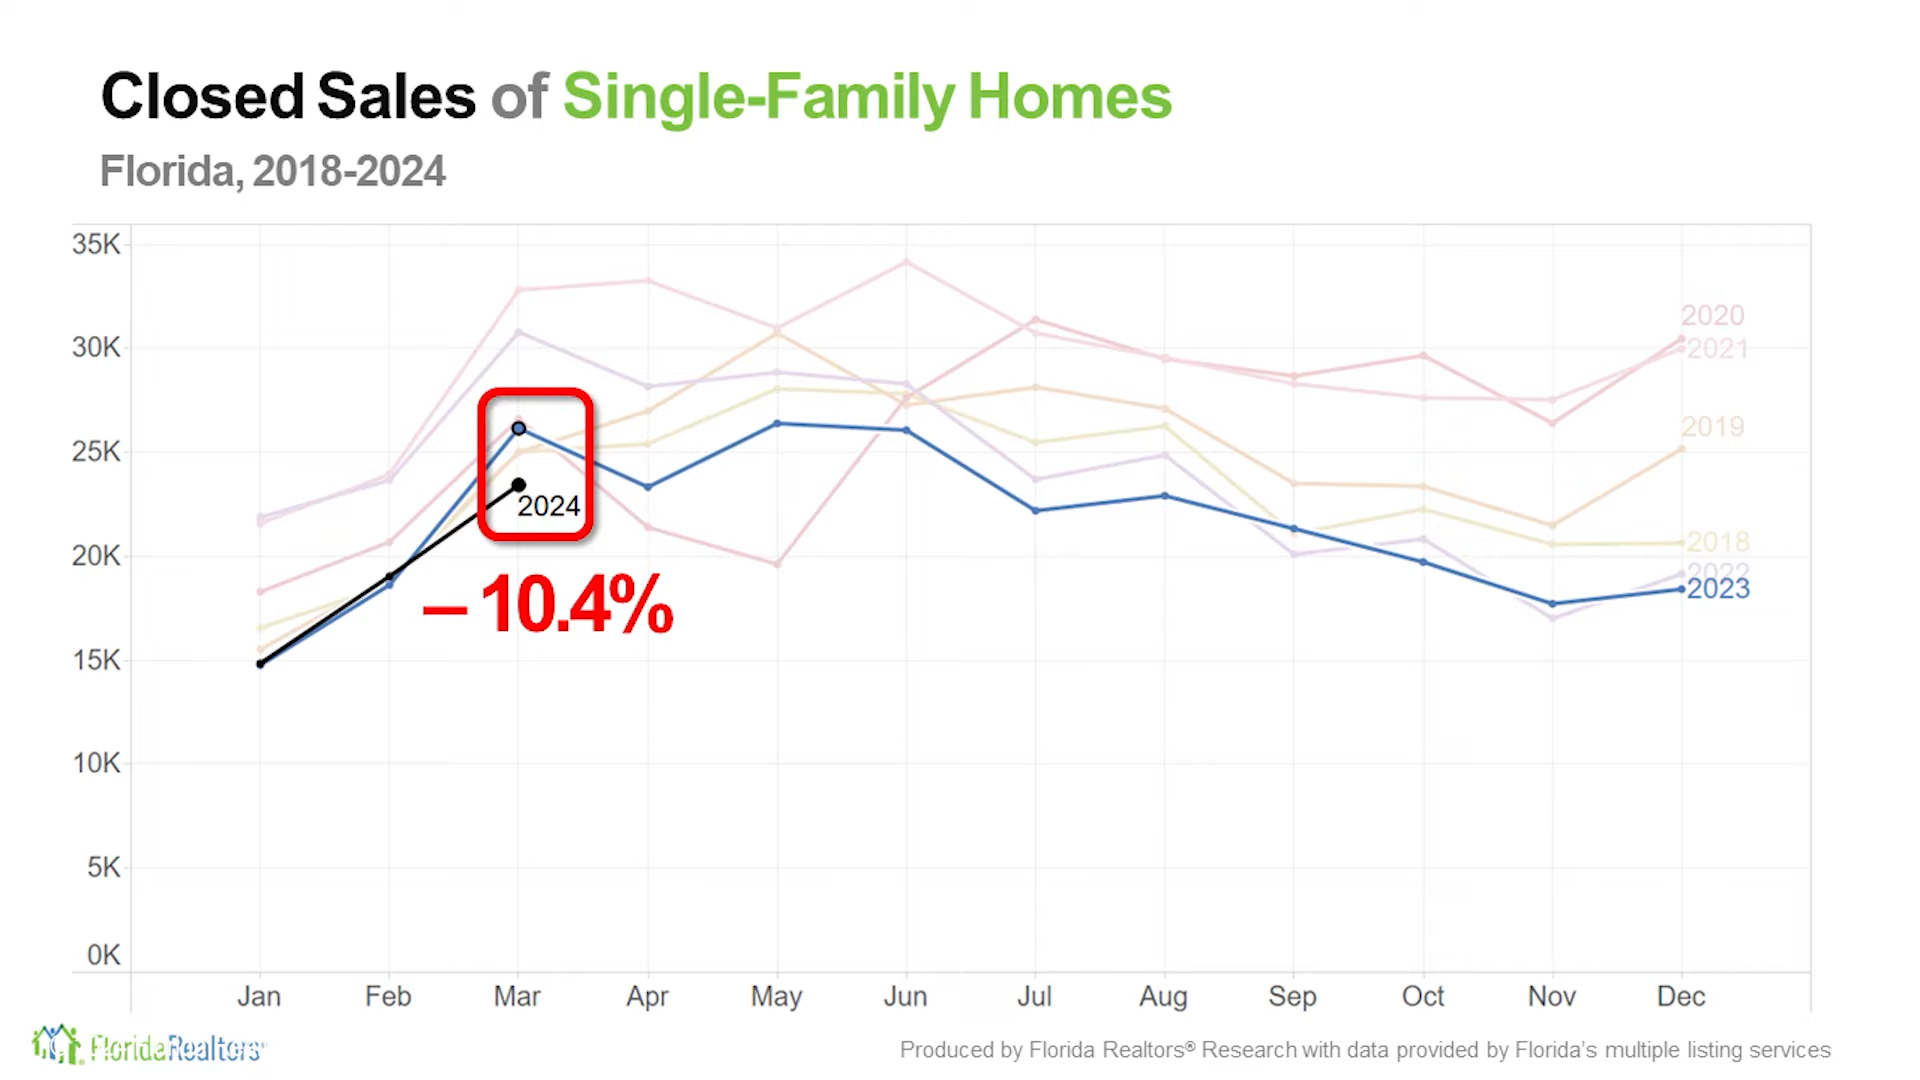 Closed Sales of Single-Family Homes
Florida, 2018-2024
35K
30K
25K
20K
15K
10K
5K
0K
2020
2021
2019
2018
2022
2023
2024
– 10.4%
Jan Feb Mar Apr May Jun Jul Aug Sep Oct Nov Dec
FloridaRealtors®
Produced by Florida Realtors® Research with data provided by Florida's multiple listing services